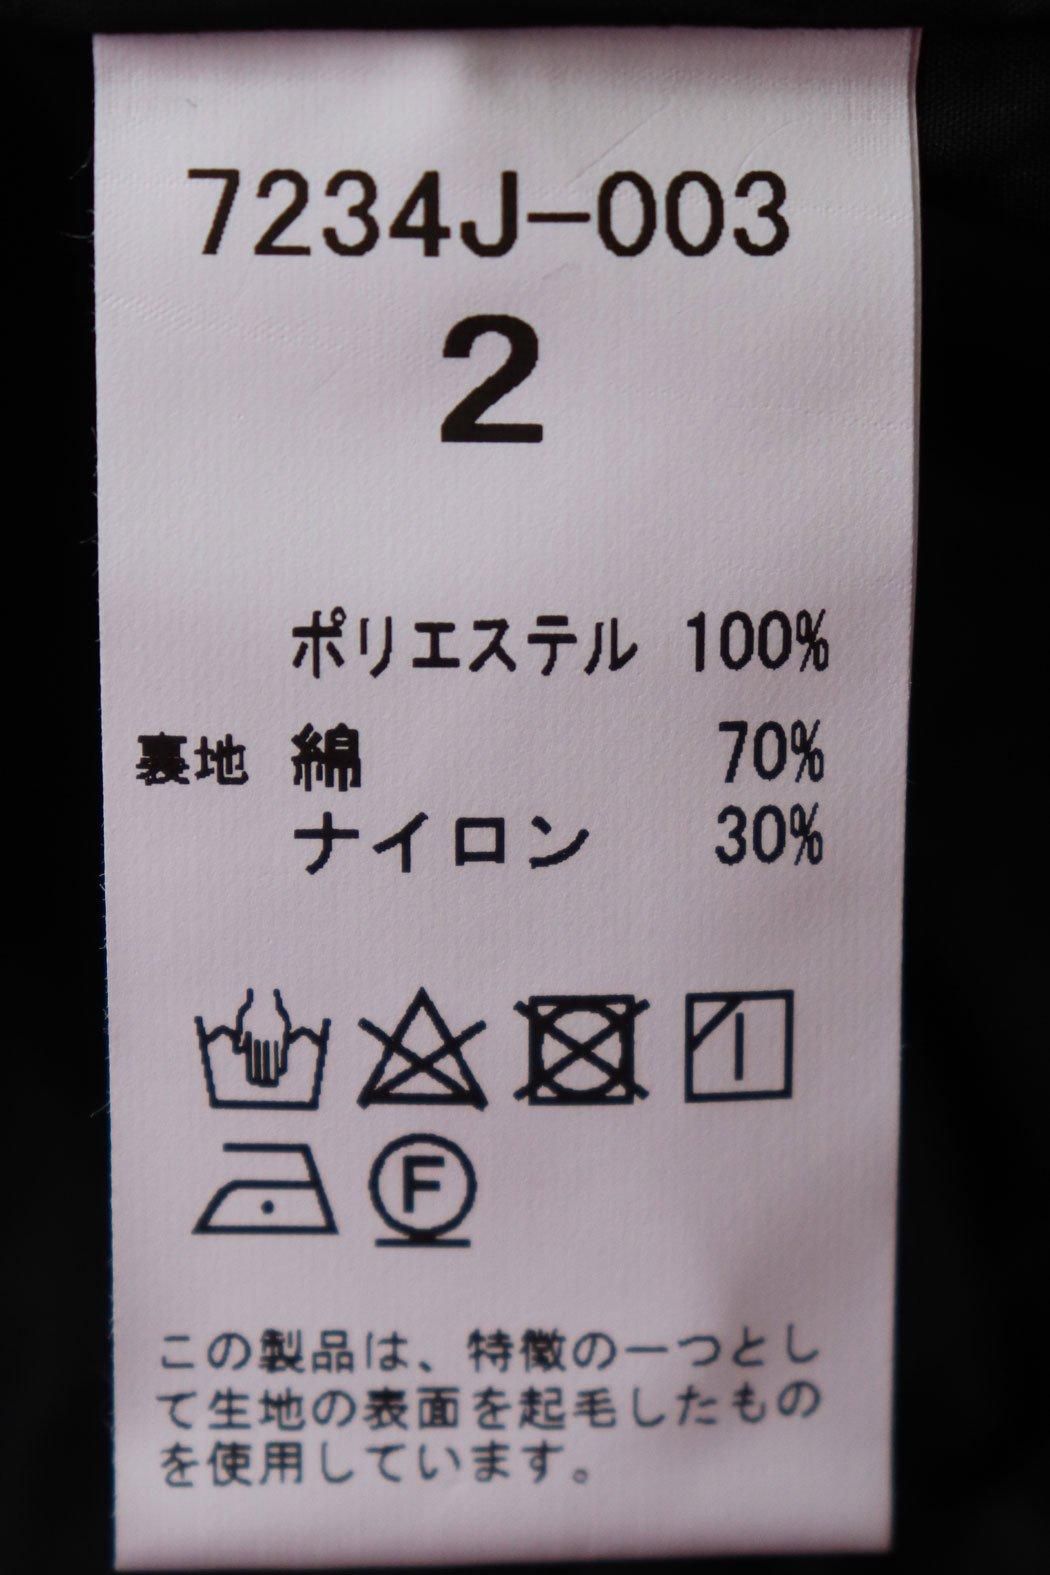 7234J-003
2
ポリエステル 100%
裏地 綿 70%
ナイロン 30%
F
この製品は、特徴の一つとし
て生地の表面を起毛したもの
を使用しています。